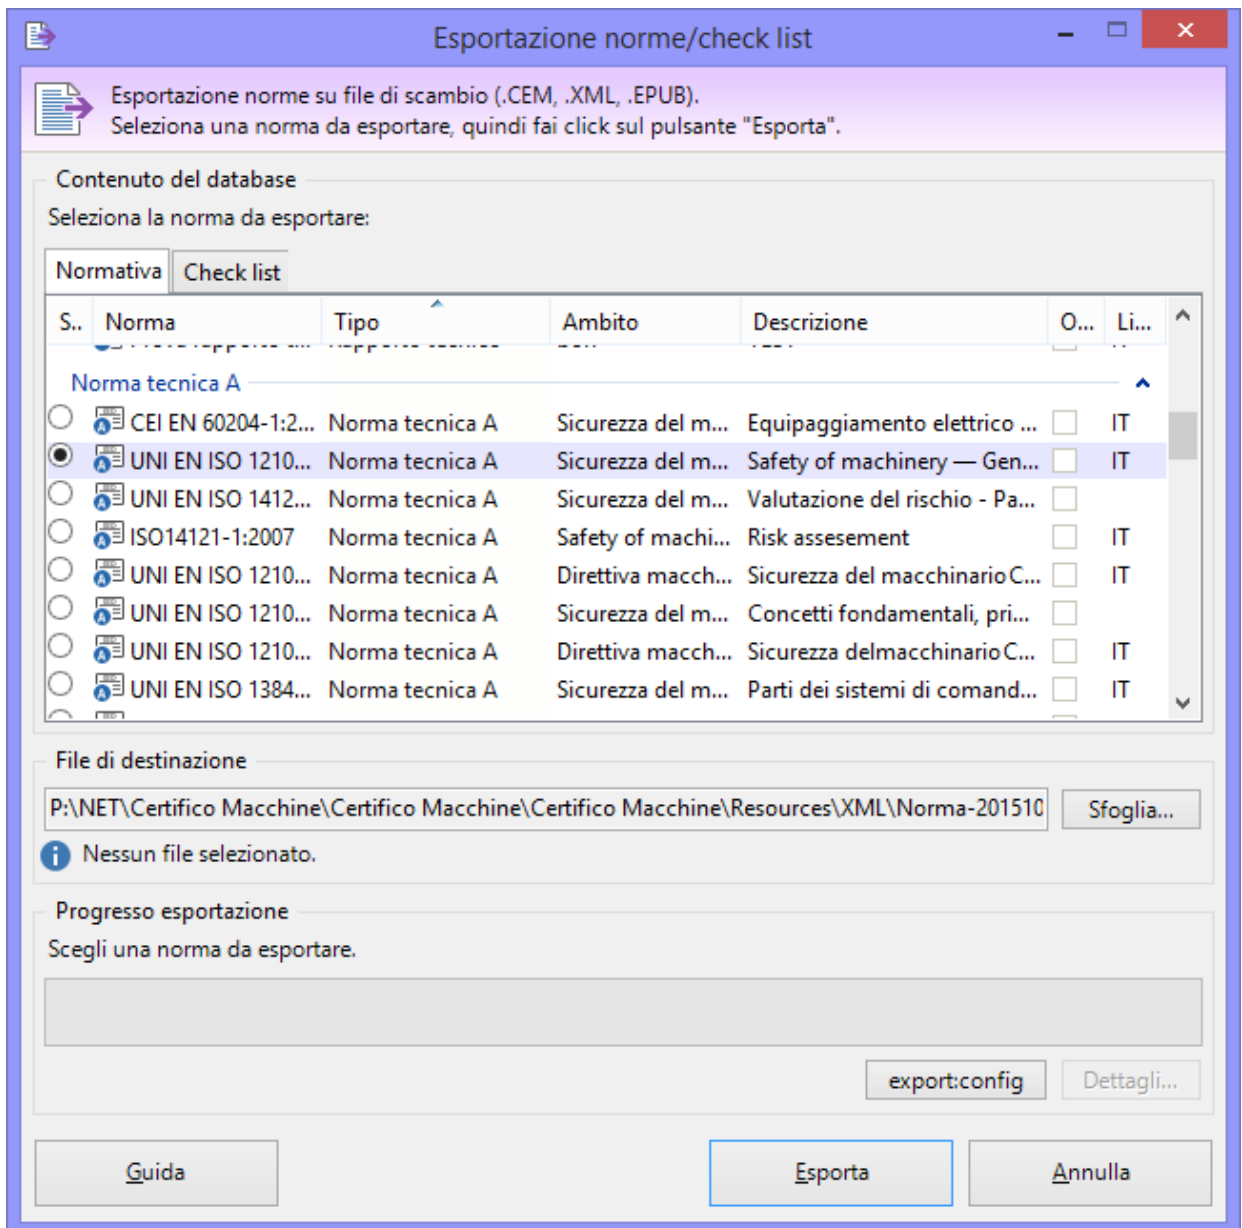 Esportazione norme/check list
Esportazione norme su file di scambio (.CEM, .XML, .EPUB).
Seleziona una norma da esportare, quindi fai click sul pulsante "Esporta".
Contenuto del database
Seleziona la norma da esportare:
Normativa Check list
S.. Norma Tipo Ambito Descrizione O... Li...
Norma tecnica A
CEI EN 60204-1:2... Norma tecnica A Sicurezza del m... Equipaggiamento elettrico ... IT
UNI EN ISO 1210... Norma tecnica A Sicurezza del m... Safety of machinery — Gen... IT
UNI EN ISO 1412... Norma tecnica A Sicurezza del m... Valutazione del rischio - Pa...
ISO14121-1:2007 Norma tecnica A Safety of machi... Risk assesement IT
UNI EN ISO 1210... Norma tecnica A Direttiva macch... Sicurezza del macchinario C... IT
UNI EN ISO 1210... Norma tecnica A Sicurezza del m... Concetti fondamentali, pri...
UNI EN ISO 1210... Norma tecnica A Direttiva macch... Sicurezza delmacchinario C... IT
UNI EN ISO 1384... Norma tecnica A Sicurezza del m... Parti dei sistemi di comand... IT
File di destinazione
P:\NET\Certifico Macchine\Certifico Macchine\Certifico Macchine\Resources\XML\Norma-201510 Sfoglia...
Nessun file selezionato.
Progresso esportazione
Scegli una norma da esportare.
export:config Dettagli...
Guida Esporta Annulla